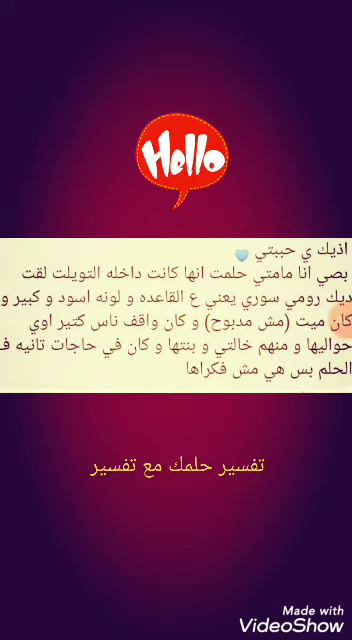 Hello
اذيك ي حببتي 🩵
بصي انا مامتي حلمت انها كانت داخله التويلت لقت
ديك رومي سوري يعني ع القاعده و لونه اسود و كبير و
كان ميت (مش مدبوح) و كان واقف ناس كتير اوي
حواليها و منهم خالتي و بنتها و كان في حاجات تانيه ف
الحلم بس هي مش فكراها
تفسير حلمك مع تفسير
Made with
VideoShow